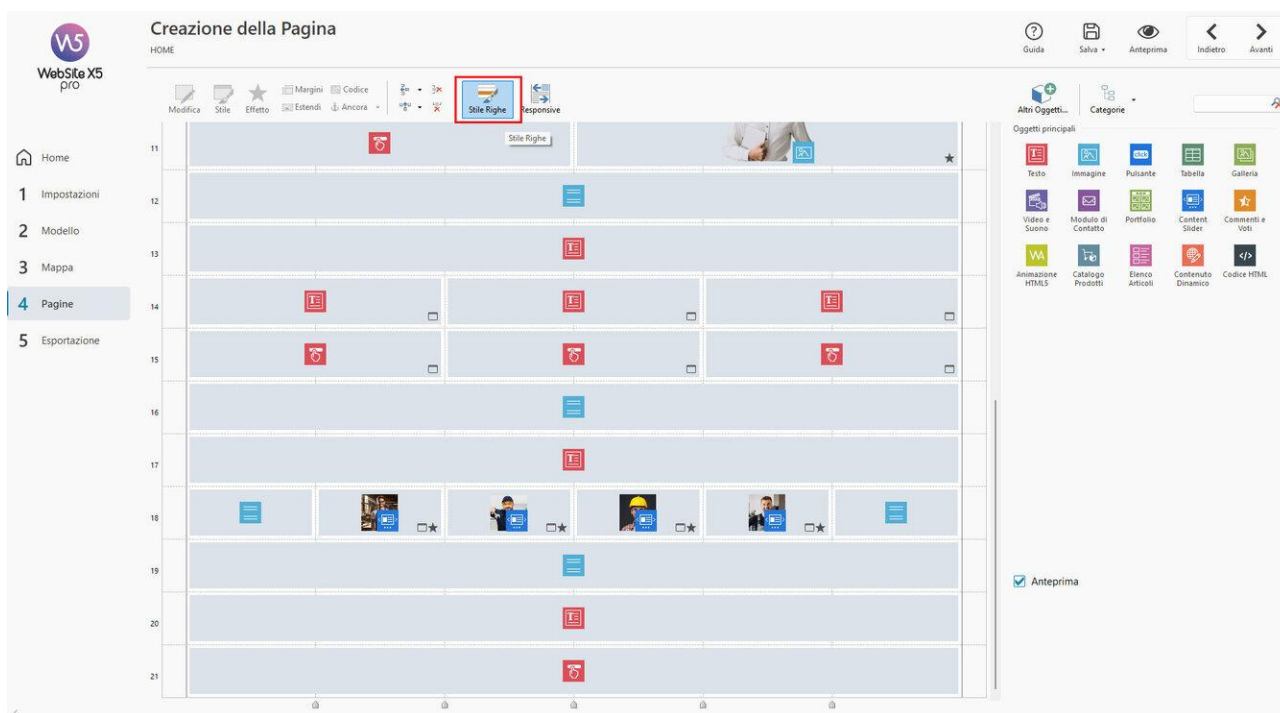 W5
WebSite X5
pro
Creazione della Pagina
HOME
Guida
Salva
Anteprima
Indietro
Avanti
Modifica
Stile
Effetto
Margini
Codice
Estendi
Ancora
Stile Righe
Responsive
Stile Righe
Altri Oggetti...
Categorie
Oggetti principali
Testo
Immagine
Pulsante
Tabella
Galleria
Video e Suono
Modulo di Contatto
Portfolio
Content Slider
Commenti e Voti
Animazione HTML5
Catalogo Prodotti
Elenco Articoli
Contenuto Dinamico
Codice HTML
Home
1 Impostazioni
2 Modello
3 Mappa
4 Pagine
5 Esportazione
11
12
13
14
15
16
17
18
19
20
21
Anteprima